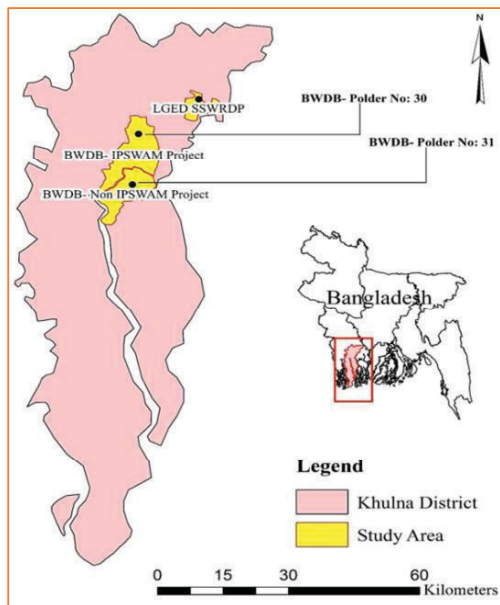 N
LGED SSWRDP
BWDB- Polder No: 30
BWDB- IPSWAM Project
BWDB- Polder No: 31
BWDB- Non IPSWAM Project
Bangladesh
Legend
Khulna District
Study Area
0 15 30 60
Kilometers